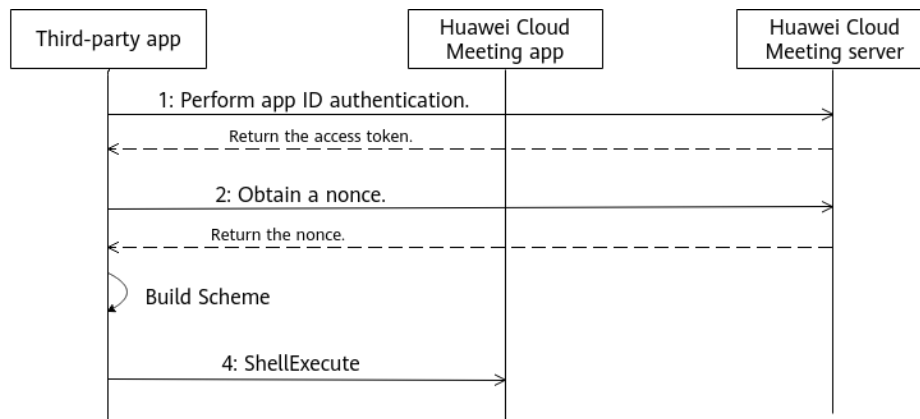 Third-party app
Huawei Cloud
Meeting app
Huawei Cloud
Meeting server
1: Perform app ID authentication.
Return the access token.
2: Obtain a nonce.
Return the nonce.
Build Scheme
4: ShellExecute